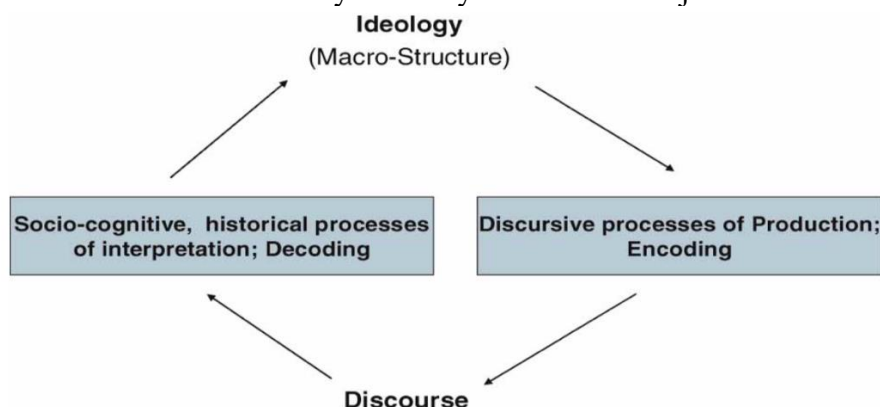 Ideology
(Macro-Structure)
Socio-cognitive, historical processes
of interpretation; Decoding
Discursive processes of Production;
Encoding
Discourse